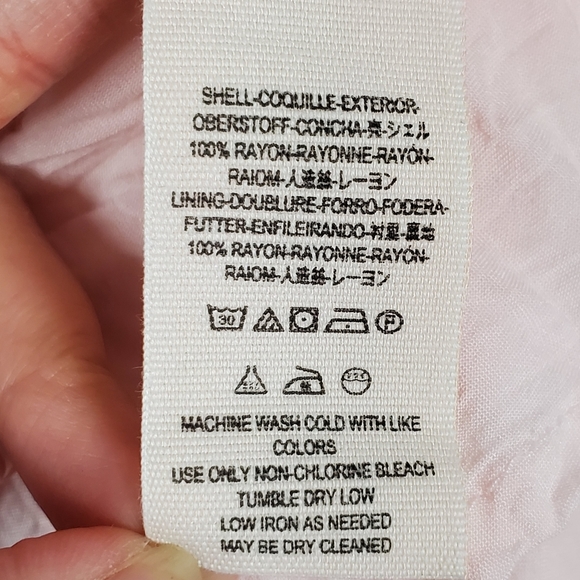 SHELL-COQUILLE-EXTERIOR-
OBERSTOFF-CONCHA-売-シェル
100% RAYON-RAYONNE-RAYÓN-
RAIOM-人造絲-レーヨン
LINING-DOUBLURE-FORRO-FODERA-
FUTTER-ENFILEIRANDO-衬里-裏地
100% RAYON-RAYONNE-RAYÓN-
RAIOM-人造絲-レーヨン
30
MACHINE WASH COLD WITH LIKE
COLORS
USE ONLY NON-CHLORINE BLEACH
TUMBLE DRY LOW
LOW IRON AS NEEDED
MAY BE DRY CLEANED